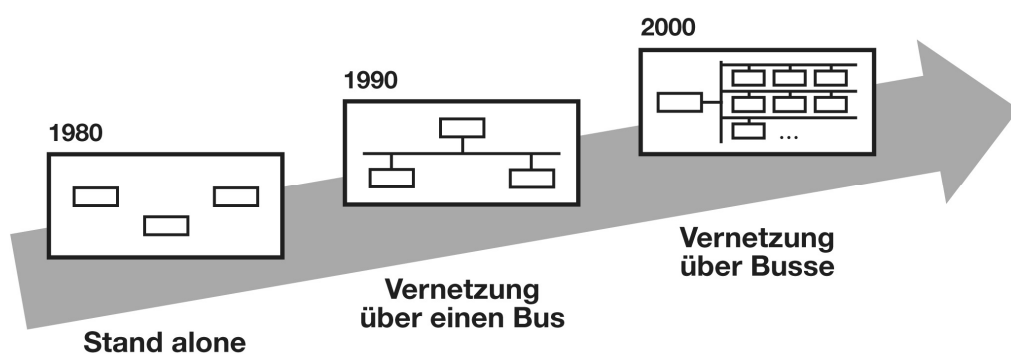 2000
1990
1980
...
Vernetzung
über Busse
Vernetzung
über einen Bus
Stand alone